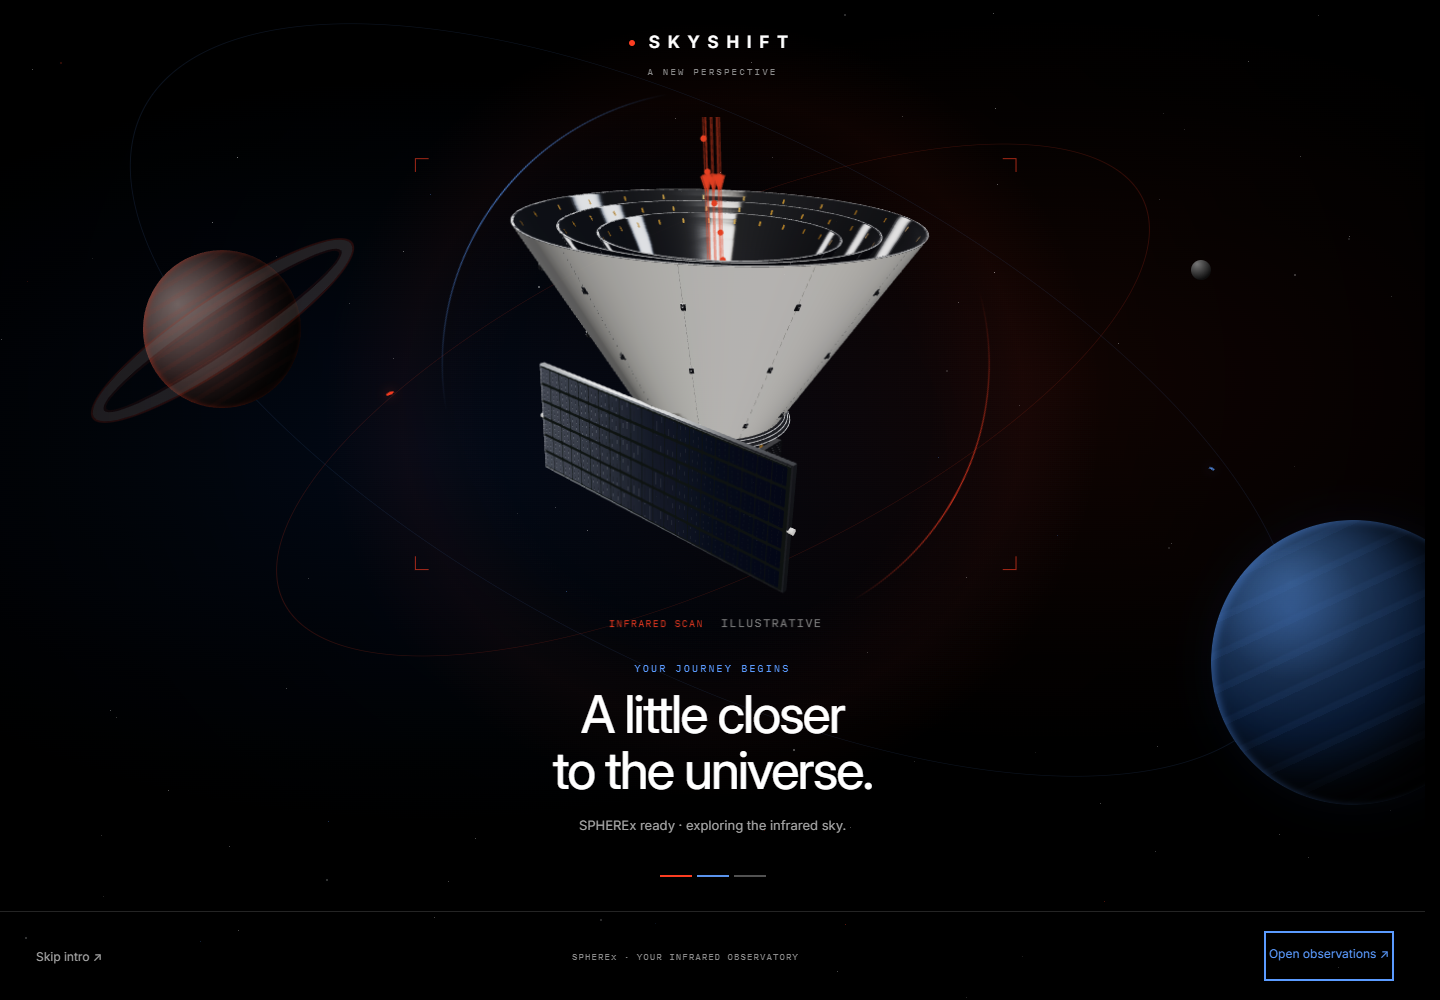 SKYSHIFT
A NEW PERSPECTIVE
INFRARED SCAN ILLUSTRATIVE
YOUR JOURNEY BEGINS
A little closer
to the universe.
SPHEREx ready · exploring the infrared sky.
Skip intro ↗
SPHEREx · YOUR INFRARED OBSERVATORY
Open observations ↗